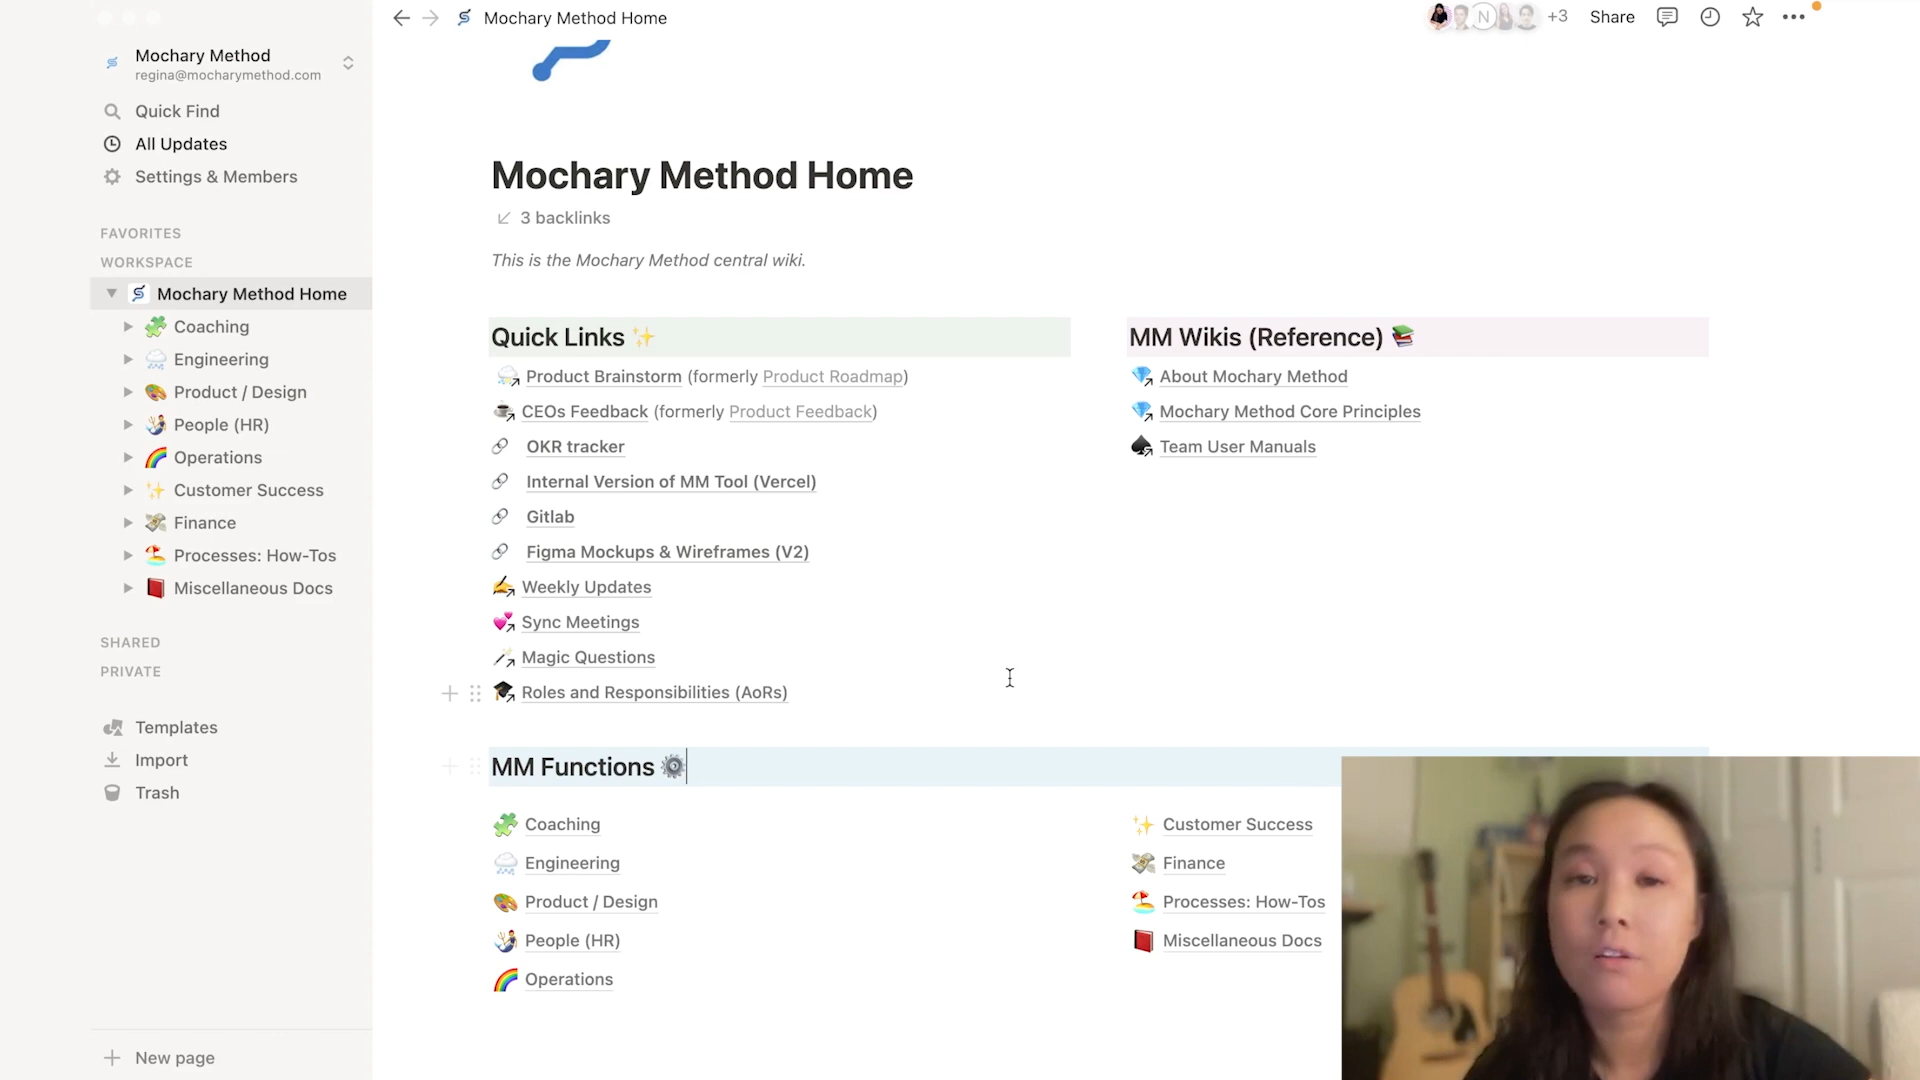 Mochary Method Home
N
+3
Share
Mochary Method
regina@mocharymethod.com
Quick Find
All Updates
Settings & Members
FAVORITES
WORKSPACE
Mochary Method Home
Coaching
Engineering
Product / Design
People (HR)
Operations
Customer Success
Finance
Processes: How-Tos
Miscellaneous Docs
SHARED
PRIVATE
Templates
Import
Trash
New page
Mochary Method Home
3 backlinks
This is the Mochary Method central wiki.
Quick Links
Product Brainstorm (formerly Product Roadmap)
CEOs Feedback (formerly Product Feedback)
OKR tracker
Internal Version of MM Tool (Vercel)
Gitlab
Figma Mockups & Wireframes (V2)
Weekly Updates
Sync Meetings
Magic Questions
Roles and Responsibilities (AoRs)
MM Wikis (Reference)
About Mochary Method
Mochary Method Core Principles
Team User Manuals
MM Functions
Coaching
Engineering
Product / Design
People (HR)
Operations
Customer Success
Finance
Processes: How-Tos
Miscellaneous Docs